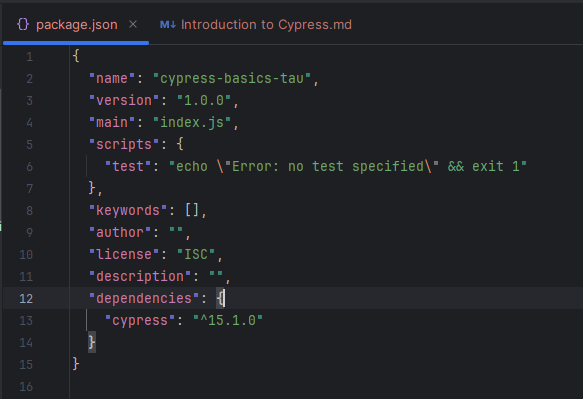 package.json
Introduction to Cypress.md
1 {
2 "name": "cypress-basics-tau",
3 "version": "1.0.0",
4 "main": "index.js",
5 "scripts": {
6 "test": "echo \"Error: no test specified\" && exit 1"
7 },
8 "keywords": [],
9 "author": "",
10 "license": "ISC",
11 "description": "",
12 "dependencies": {
13 "cypress": "^15.1.0"
14 }
15 }
16